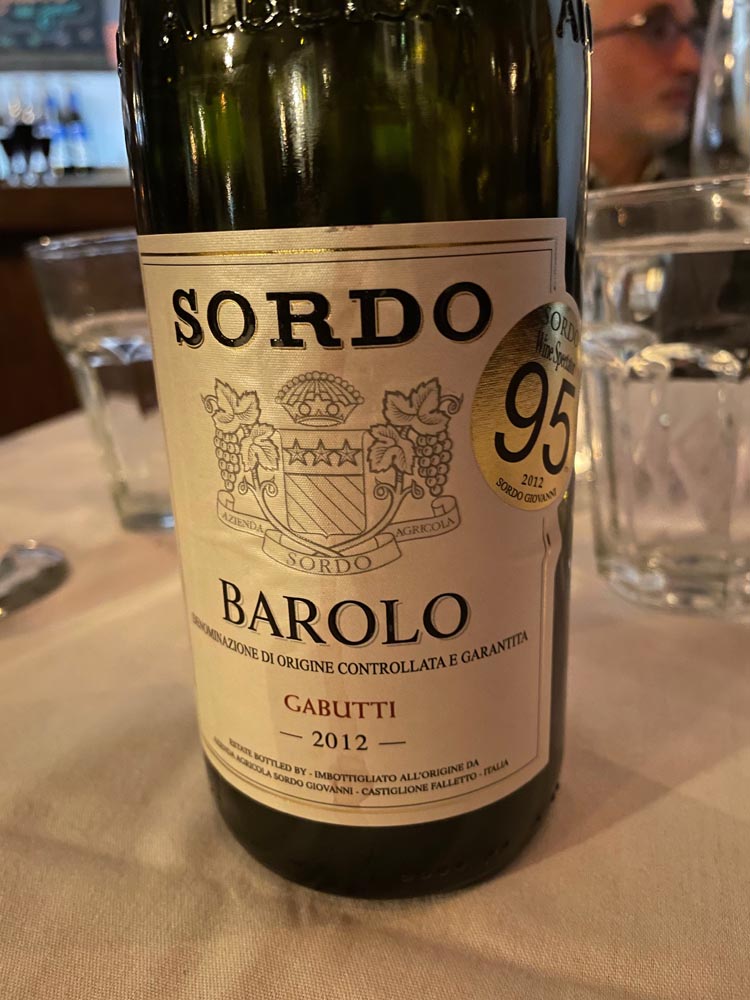 SORDO
SORDO
Wine Spectator
95
2012
SORDO GIOVANNI
AZIENDA AGRICOLA
SORDO
BAROLO
DENOMINAZIONE DI ORIGINE CONTROLLATA E GARANTITA
GABUTTI
— 2012 —
ESTATE BOTTLED BY - IMBOTTIGLIATO ALL'ORIGINE DA
AZIENDA AGRICOLA SORDO GIOVANNI - CASTIGLIONE FALLETTO - ITALIA